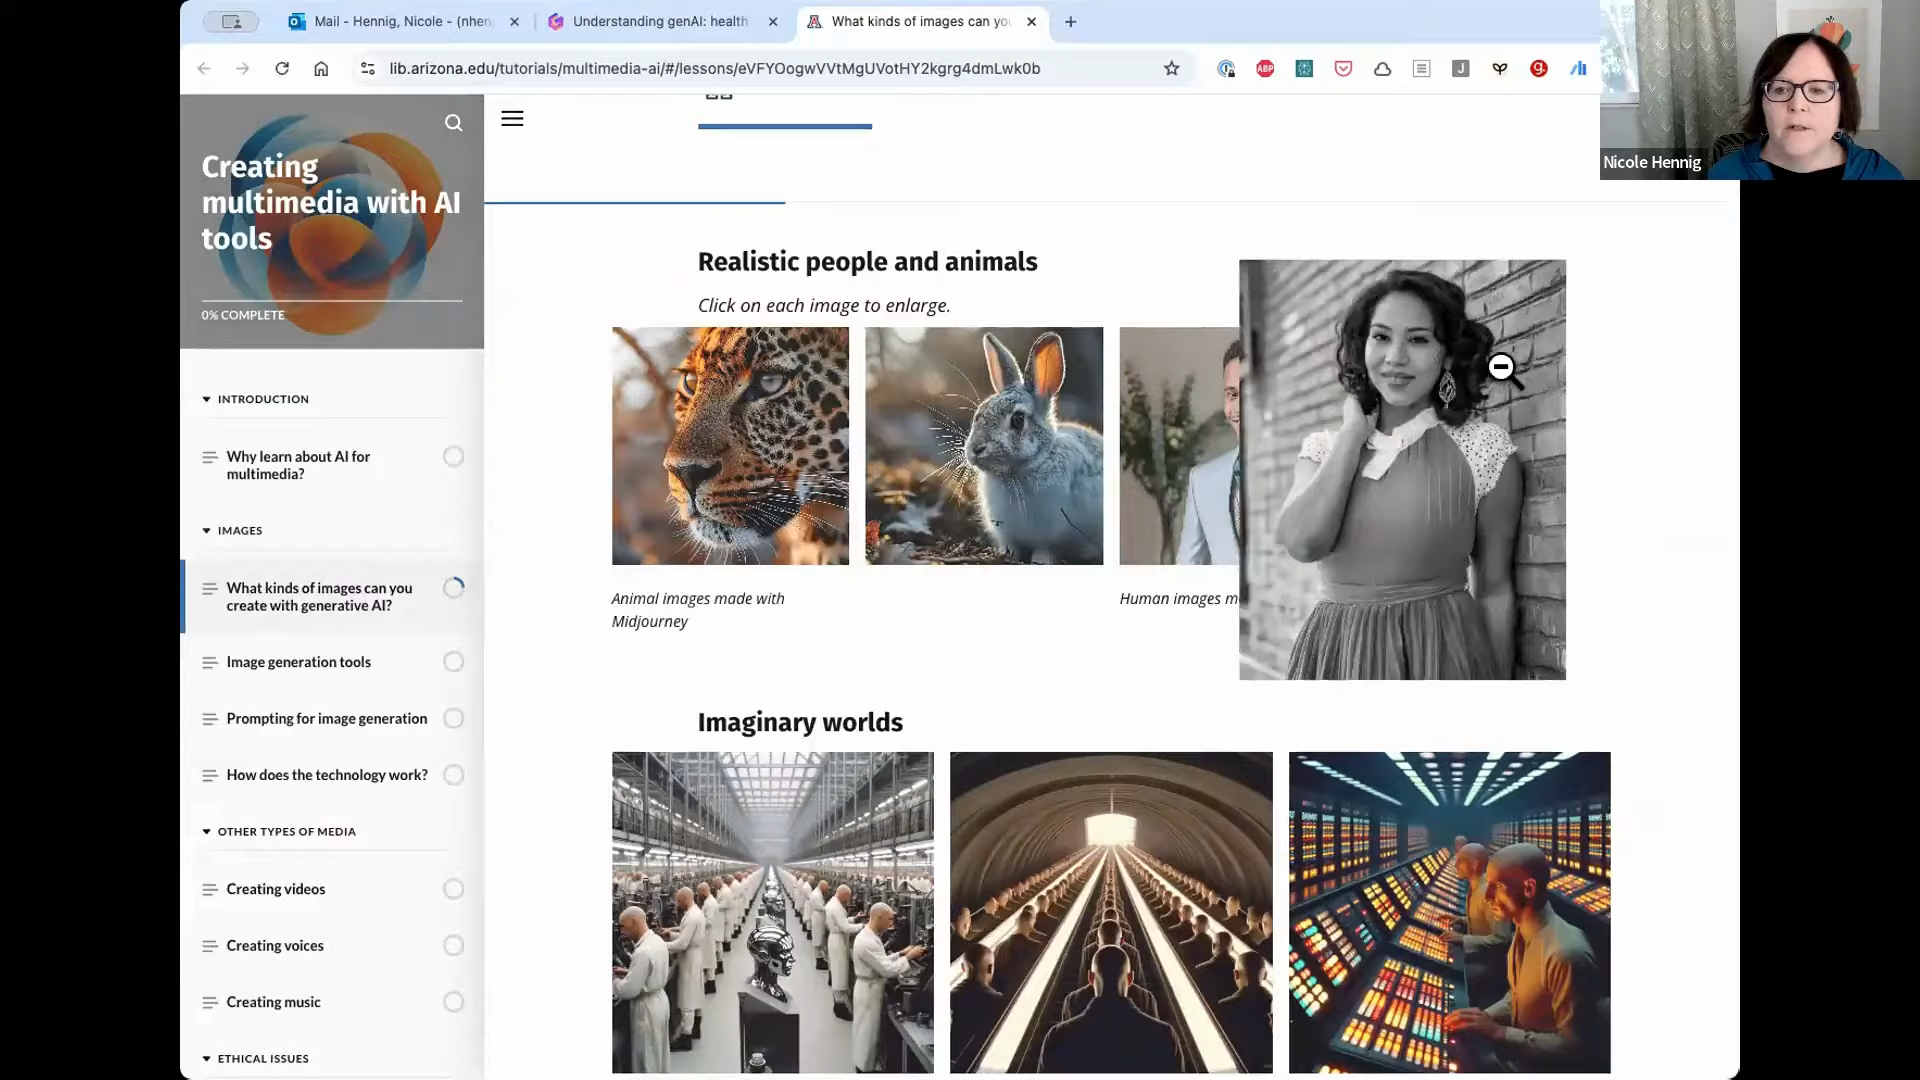 Mail - Hennig, Nicole - (nhen
Understanding genAI: health
What kinds of images can yo
lib.arizona.edu/tutorials/multimedia-ai/#/lessons/eVFYOogwVVtMgUVotHY2kgrg4dmLwk0b
ABP
J
g.
Nicole Hennig
Creating
multimedia with AI
tools
0% COMPLETE
INTRODUCTION
Why learn about AI for
multimedia?
IMAGES
What kinds of images can you
create with generative AI?
Image generation tools
Prompting for image generation
How does the technology work?
OTHER TYPES OF MEDIA
Creating videos
Creating voices
Creating music
ETHICAL ISSUES
Realistic people and animals
Click on each image to enlarge.
Animal images made with
Midjourney
Human images m
Imaginary worlds